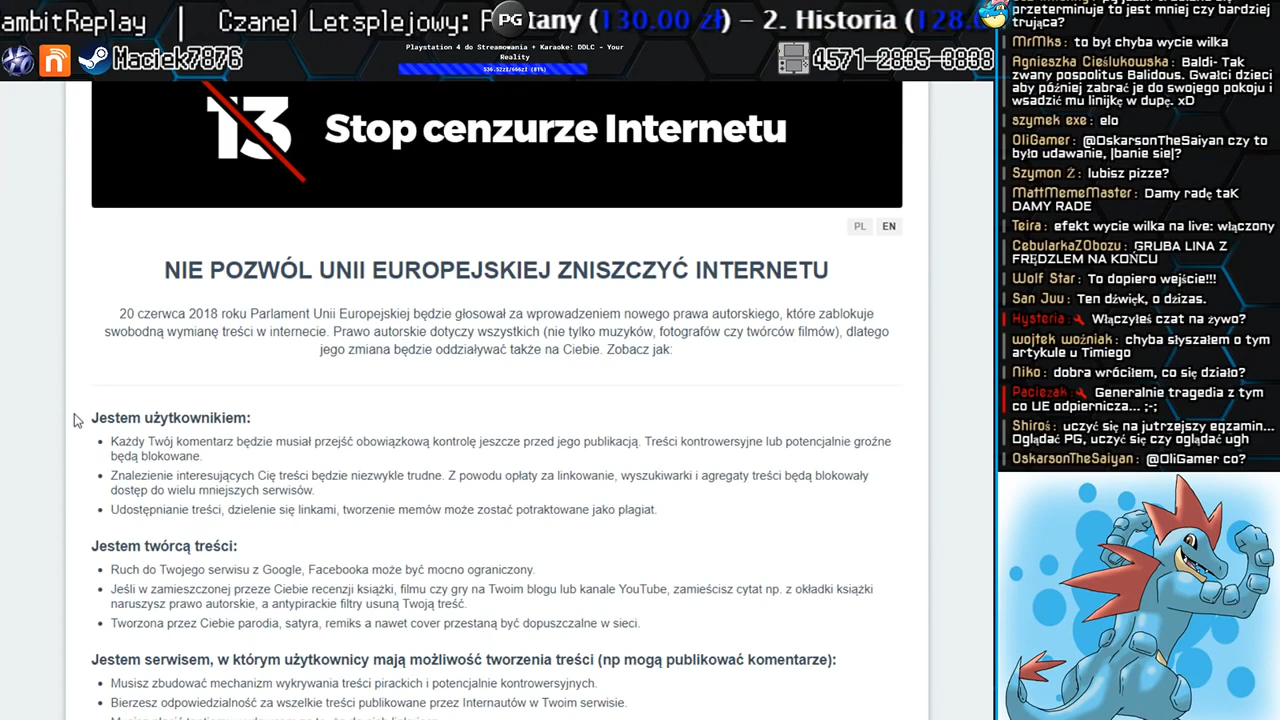 ambitReplay | Czanel Letsplejowy: P
PG
tany (130.00 zł) – 2. Historia (128.0
Maciek7876
Playstation 4 do Streamowania + Karaoke: DDLC - Your
Reality
536.52zł/666zł (81%)
4571-2835-3838
13
Stop cenzurze Internetu
PL EN
NIE POZWÓL UNII EUROPEJSKIEJ ZNISZCZYĆ INTERNETU
20 czerwca 2018 roku Parlament Unii Europejskiej będzie głosował za wprowadzeniem nowego prawa autorskiego, które zablokuje
swobodną wymianę treści w internecie. Prawo autorskie dotyczy wszystkich (nie tylko muzyków, fotografów czy twórców filmów), dlatego
jego zmiana będzie oddziaływać także na Ciebie. Zobacz jak:
Jestem użytkownikiem:
Każdy Twój komentarz będzie musiał przejść obowiązkową kontrolę jeszcze przed jego publikacją. Treści kontrowersyjne lub potencjalnie groźne
będą blokowane.
Znalezienie interesujących Cię treści będzie niezwykle trudne. Z powodu opłaty za linkowanie, wyszukiwarki i agregaty treści będą blokowały
dostęp do wielu mniejszych serwisów.
Udostępnianie treści, dzielenie się linkami, tworzenie memów może zostać potraktowane jako plagiat.
Jestem twórcą treści:
Ruch do Twojego serwisu z Google, Facebooka może być mocno ograniczony.
Jeśli w zamieszczonej przeze Ciebie recenzji książki, filmu czy gry na Twoim blogu lub kanale YouTube, zamieścisz cytat np. z okładki książki
naruszysz prawo autorskie, a antypirackie filtry usuną Twoją treść.
Tworzona przez Ciebie parodia, satyra, remiks a nawet cover przestaną być dopuszczalne w sieci.
Jestem serwisem, w którym użytkownicy mają możliwość tworzenia treści (np mogą publikować komentarze):
Musisz zbudować mechanizm wykrywania treści pirackich i potencjalnie kontrowersyjnych.
Bierzesz odpowiedzialność za wszelkie treści publikowane przez Internautów w Twoim serwisie.
przeterminuje to jest mniej czy bardziej
trująca?
MrMks: to był chyba wycie wilka
Agnieszka Cieślukowska: Baldi- Tak
zwany pospolitus Balidous. Gwałci dzieci
aby później zabrać je do swojego pokoju i
wsadzić mu linijkę w dupę. xD
szymek exe: elo
OliGamer: @OskarsonTheSaiyan czy to
było udawanie, |banie sie|?
Szymon Ż: lubisz pizze?
MattMemeMaster: Damy radę taK
DAMY RADE
Teira: efekt wycie wilka na live: włączony
CebularkaZObozu: GRUBA LINA Z
FRĘDZLEM NA KOŃCU
Wolf Star: To dopiero wejście!!!
San Juu: Ten dźwięk, o dżizas.
Hysteria: Włączyłeś czat na żywo?
wojtek woźniak: chyba słyszałem o tym
artykule u Timiego
Niko: dobra wróciłem, co się działo?
Paciezak: Generalnie tragedia z tym
co UE odpiernicza... ;-;
Shiroś: uczyć się na jutrzejszy egzamin...
Oglądać PG, uczyć się czy oglądać ugh
OskarsonTheSaiyan: @OliGamer co?